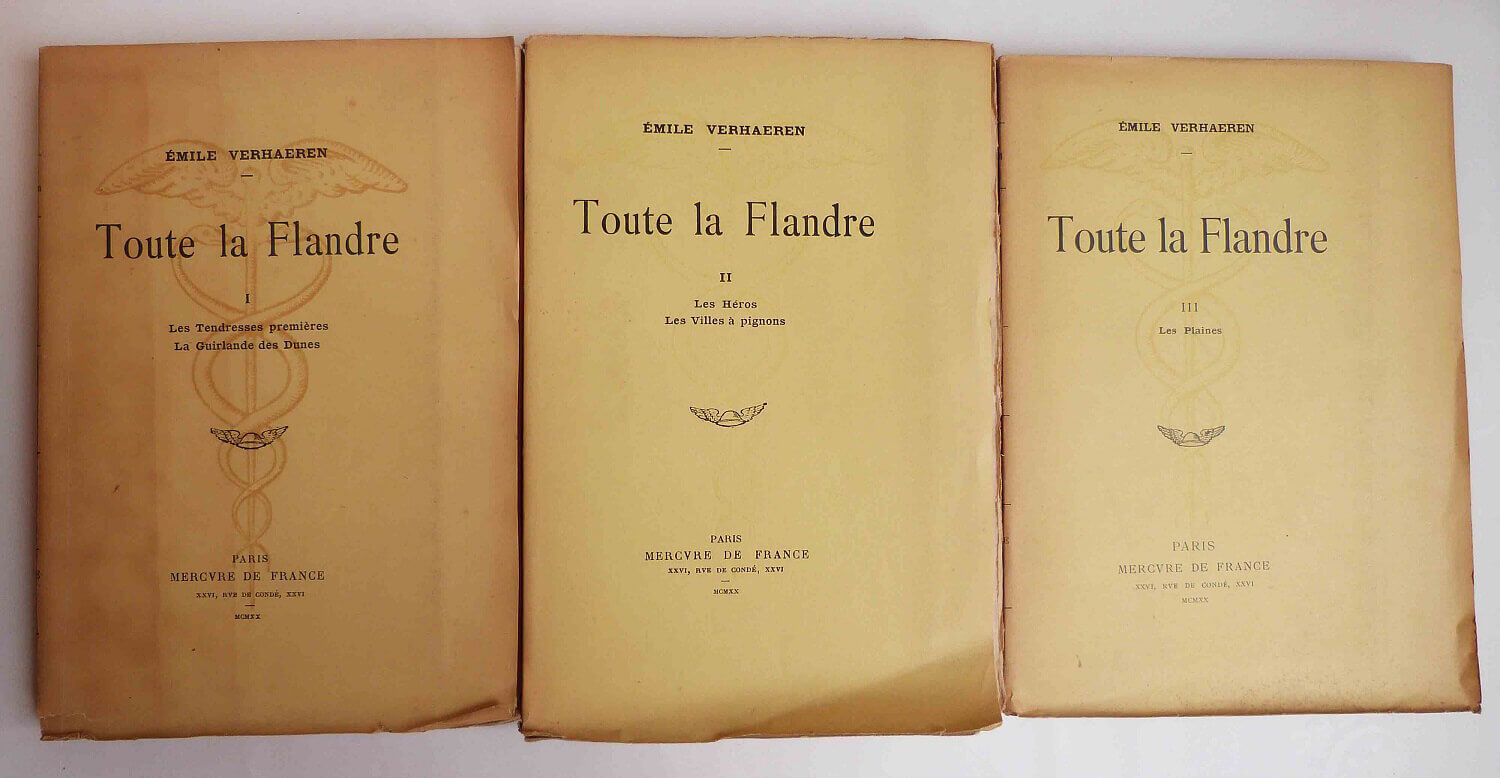 ÉMILE VERHAEREN
Toute la Flandre
I
Les Tendresses premières
La Guirlande des Dunes
PARIS
MERCVRE DE FRANCE
XXVI, RVE DE CONDÉ, XXVI
MCMXX
ÉMILE VERHAEREN
Toute la Flandre
II
Les Héros
Les Villes à pignons
PARIS
MERCVRE DE FRANCE
XXVI, RVE DE CONDÉ, XXVI
MCMXX
ÉMILE VERHAEREN
Toute la Flandre
III
Les Plaines
PARIS
MERCVRE DE FRANCE
XXVI, RVE DE CONDÉ, XXVI
MCMXX